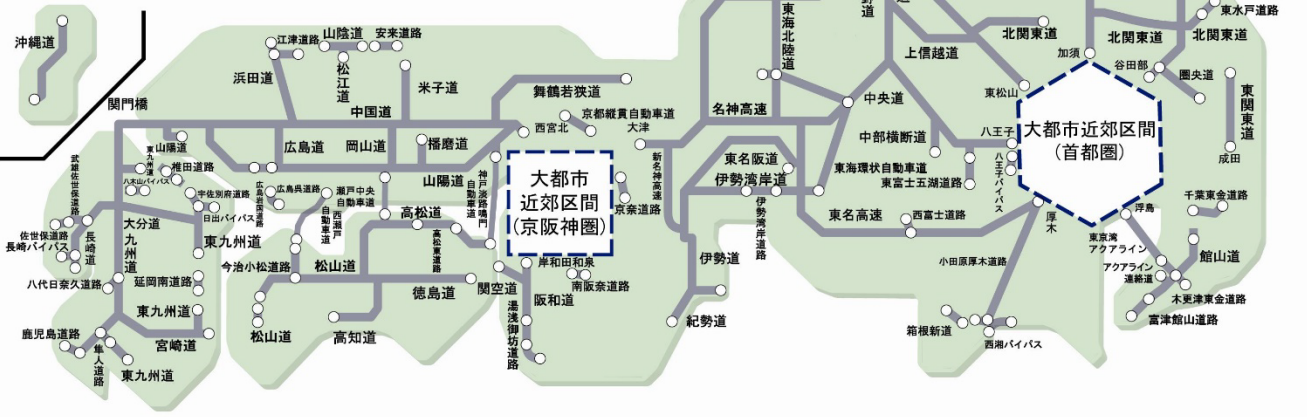 沖縄道
関門橋
江津道路
山陰道
安来道路
浜田道
松江道
米子道
中国道
舞鶴若狭道
京都縦貫自動車道
西宮北
大津
名神高速
東海北陸道
野道
上信越道
北関東道
東松山
中央道
八王子
中部横断道
八王子バイパス
加須
谷田部
北関東道
北関東道
東水戸道路
圏央道
東関東道
成田
大都市近郊区間
(首都圏)
山陽道
東九州道
椎田道路
八木山バイパス
武雄佐世保道路
宇佐別府道路
日出バイパス
大分道
九州道
佐世保道路
長崎バイパス
長崎道
東九州道
延岡南道路
八代日奈久道路
東九州道
鹿児島道路
隼人道路
宮崎道
東九州道
広島道
岡山道
播磨道
山陽道
広島岩国道路
広島呉道路
瀬戸中央
自動車道
西瀬戸
自動車道
神戸淡路鳴門
自動車道
高松道
高松東道路
今治小松道路
松山道
松山道
高知道
徳島道
大都市
近郊区間
(京阪神圏)
京奈道路
新名神高速
岸和田和泉
南阪奈道路
関空道
阪和道
湯浅御坊道路
東名阪道
伊勢湾岸道
伊勢湾岸道路
東海環状自動車道
東富士五湖道路
東名高速
西富士道路
伊勢道
紀勢道
厚木
小田原厚木道路
箱根新道
西湘バイパス
浮島
東京湾
アクアライン
アクアライン
連絡道
千葉東金道路
館山道
木更津東金道路
富津館山道路